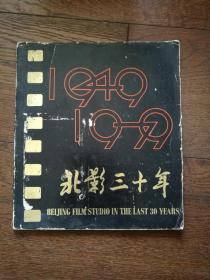 1949
1979
北影三十年
BEIJING FILM STUDIO IN THE LAST 30 YEARS